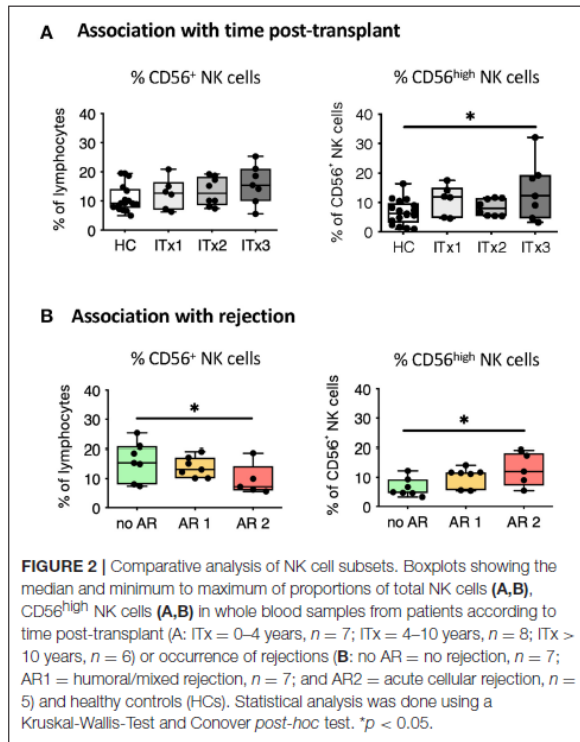 A Association with time post-transplant
% CD56+ NK cells
% of lymphocytes
40
30
20
10
0
HC ITx1 ITx2 ITx3
% CD56high NK cells
% of CD56+ NK cells
40
30
20
10
0
*
HC ITx1 ITx2 ITx3
B Association with rejection
% CD56+ NK cells
% of lymphocytes
40
30
20
10
0
*
no AR AR 1 AR 2
% CD56high NK cells
% of CD56+ NK cells
40
30
20
10
0
*
no AR AR 1 AR 2
FIGURE 2 | Comparative analysis of NK cell subsets. Boxplots showing the
median and minimum to maximum of proportions of total NK cells (A,B),
CD56high NK cells (A,B) in whole blood samples from patients according to
time post-transplant (A: ITx = 0–4 years, n = 7; ITx = 4–10 years, n = 8; ITx >
10 years, n = 6) or occurrence of rejections (B: no AR = no rejection, n = 7;
AR1 = humoral/mixed rejection, n = 7; and AR2 = acute cellular rejection, n =
5) and healthy controls (HCs). Statistical analysis was done using a
Kruskal-Wallis-Test and Conover post-hoc test. *p < 0.05.